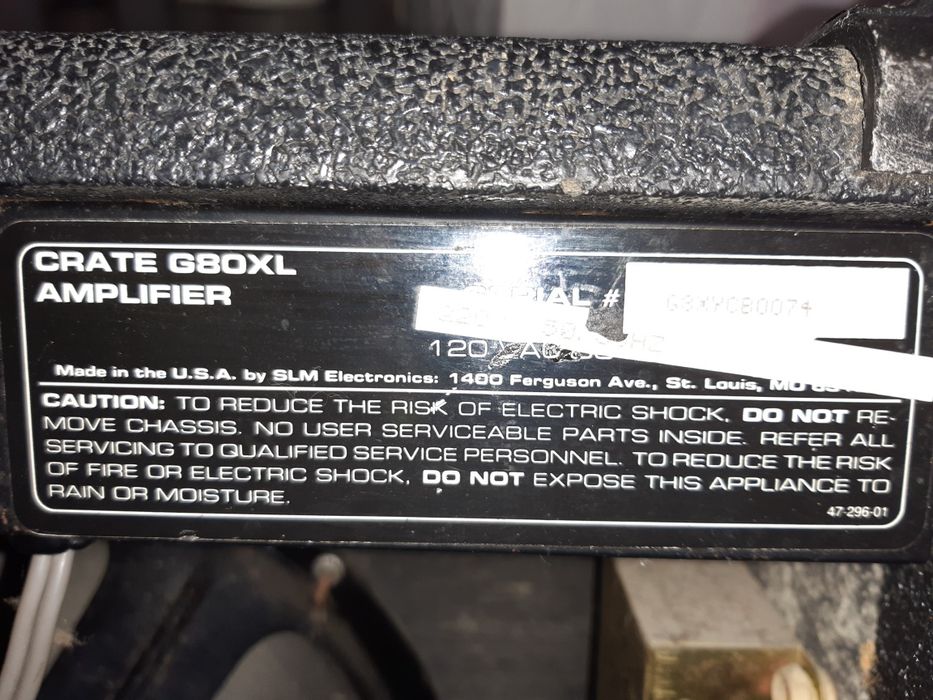 CRATE G80XL
AMPLIFIER
SERIAL #
120 VAC
HZ
Made in the U.S.A. by SLM Electronics: 1400 Ferguson Ave., St. Louis, MO
CAUTION: TO REDUCE THE RISK OF ELECTRIC SHOCK, DO NOT RE-
MOVE CHASSIS. NO USER SERVICEABLE PARTS INSIDE. REFER ALL
SERVICING TO QUALIFIED SERVICE PERSONNEL. TO REDUCE THE RISK
OF FIRE OR ELECTRIC SHOCK, DO NOT EXPOSE THIS APPLIANCE TO
RAIN OR MOISTURE.
47-296-01